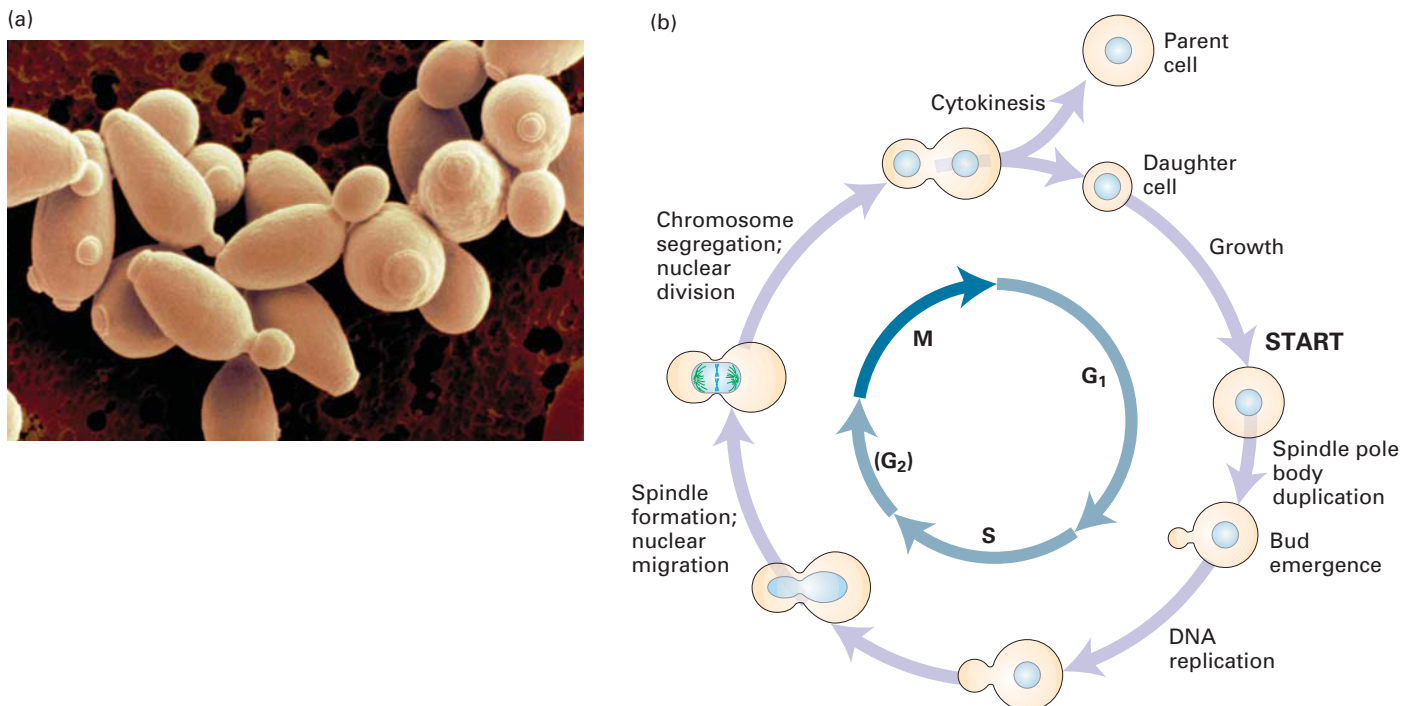 (a)
(b)
Parent
cell
Cytokinesis
Daughter
cell
Growth
START
Spindle pole
body
duplication
Bud
emergence
DNA
replication
Spindle
formation;
nuclear
migration
Chromosome
segregation;
nuclear
division
M
G₁
S
(G₂)